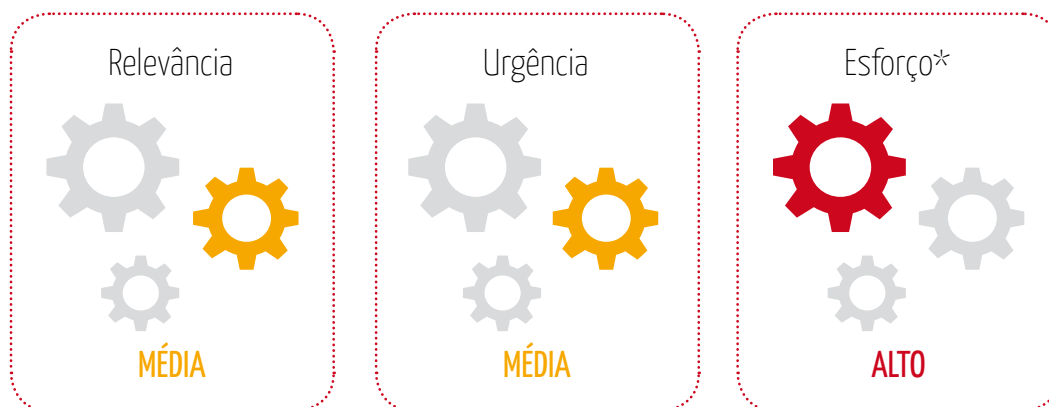 Relevância
Urgência
Esforço*
MÉDIA
MÉDIA
ALTO